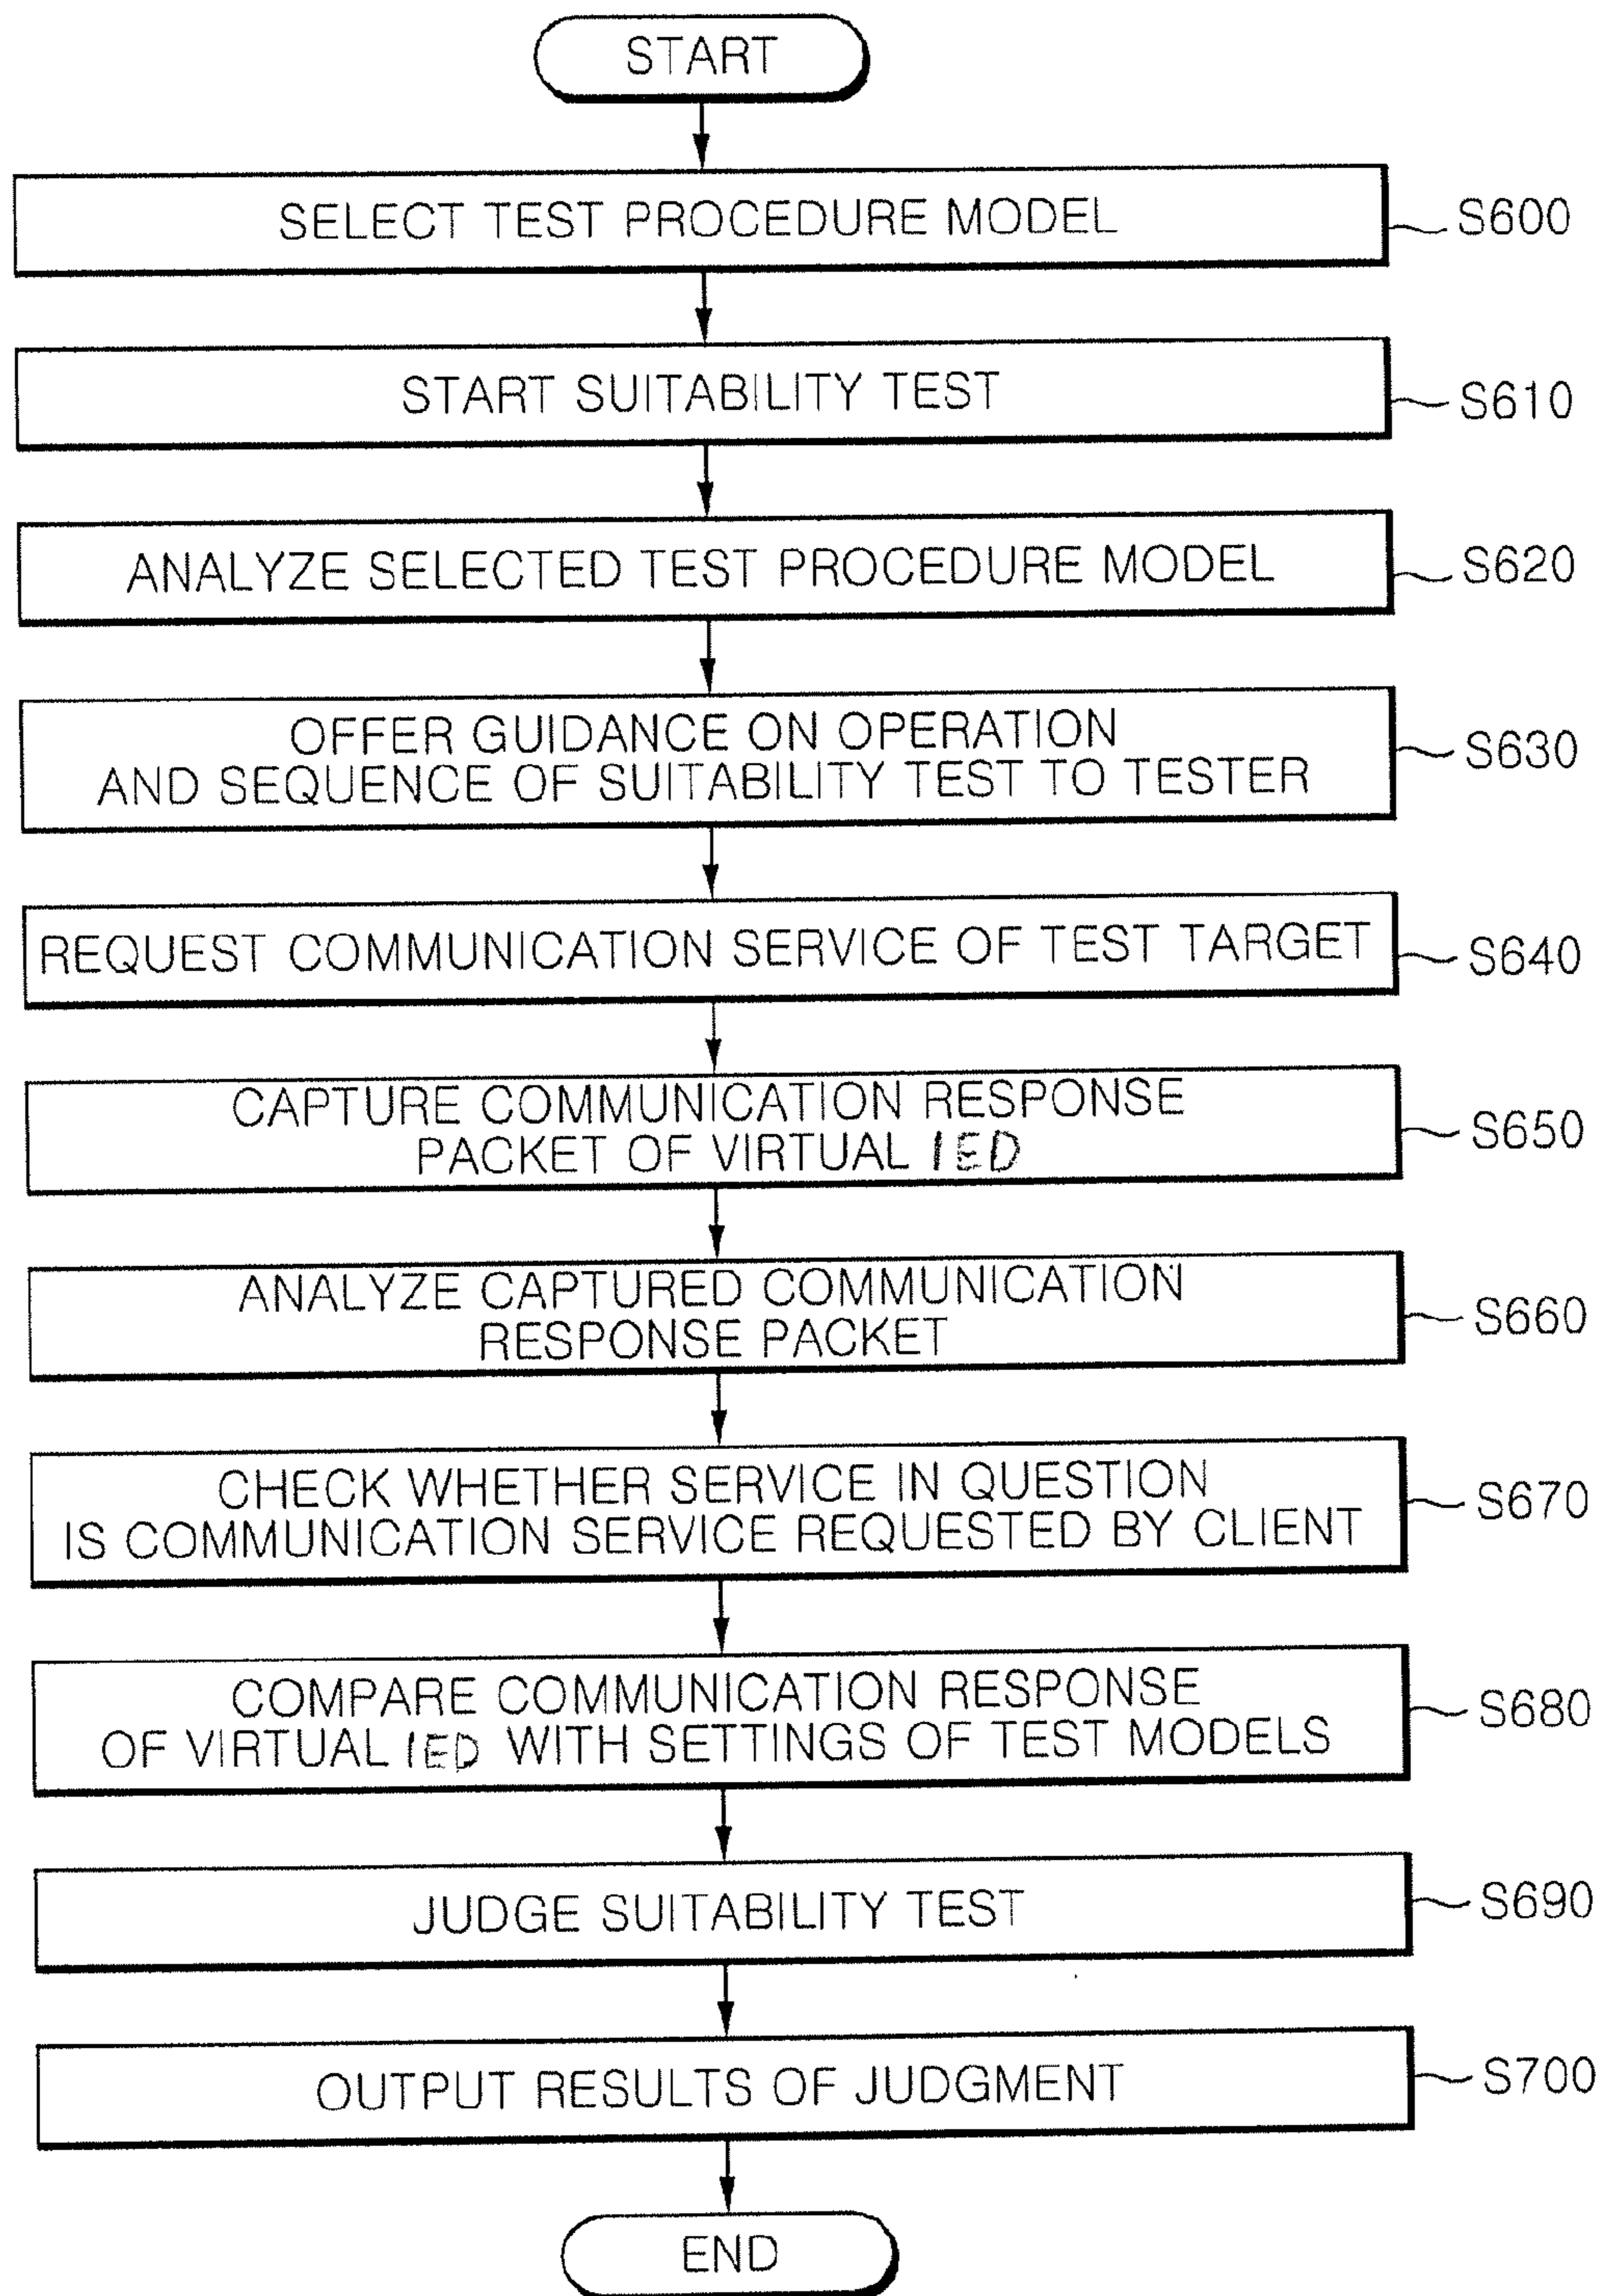 START
SELECT TEST PROCEDURE MODEL
S600
START SUITABILITY TEST
S610
ANALYZE SELECTED TEST PROCEDURE MODEL
S620
OFFER GUIDANCE ON OPERATION
AND SEQUENCE OF SUITABILITY TEST TO TESTER
S630
REQUEST COMMUNICATION SERVICE OF TEST TARGET
S640
CAPTURE COMMUNICATION RESPONSE
PACKET OF VIRTUAL IED
S650
ANALYZE CAPTURED COMMUNICATION
RESPONSE PACKET
S660
CHECK WHETHER SERVICE IN QUESTION
IS COMMUNICATION SERVICE REQUESTED BY CLIENT
S670
COMPARE COMMUNICATION RESPONSE
OF VIRTUAL IED WITH SETTINGS OF TEST MODELS
S680
JUDGE SUITABILITY TEST
S690
OUTPUT RESULTS OF JUDGMENT
S700
END